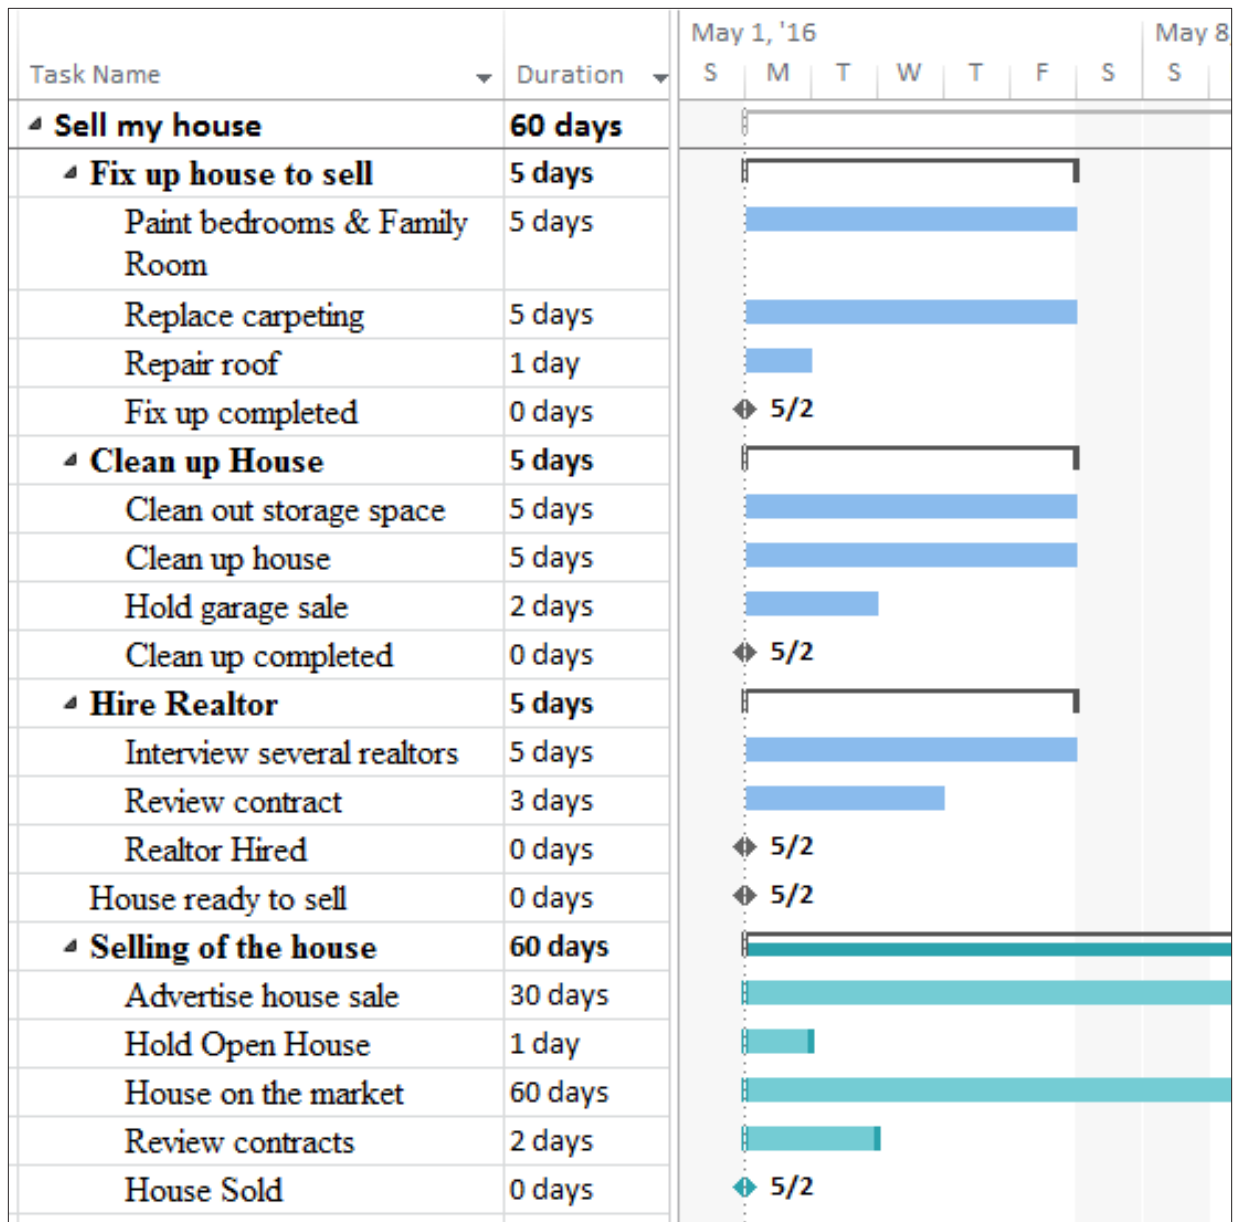 May 1, '16 May 8,
Task Name Duration S M T W T F S S
Sell my house 60 days
Fix up house to sell 5 days
Paint bedrooms & Family 5 days
Room
Replace carpeting 5 days
Repair roof 1 day
Fix up completed 0 days 5/2
Clean up House 5 days
Clean out storage space 5 days
Clean up house 5 days
Hold garage sale 2 days
Clean up completed 0 days 5/2
Hire Realtor 5 days
Interview several realtors 5 days
Review contract 3 days
Realtor Hired 0 days 5/2
House ready to sell 0 days 5/2
Selling of the house 60 days
Advertise house sale 30 days
Hold Open House 1 day
House on the market 60 days
Review contracts 2 days
House Sold 0 days 5/2